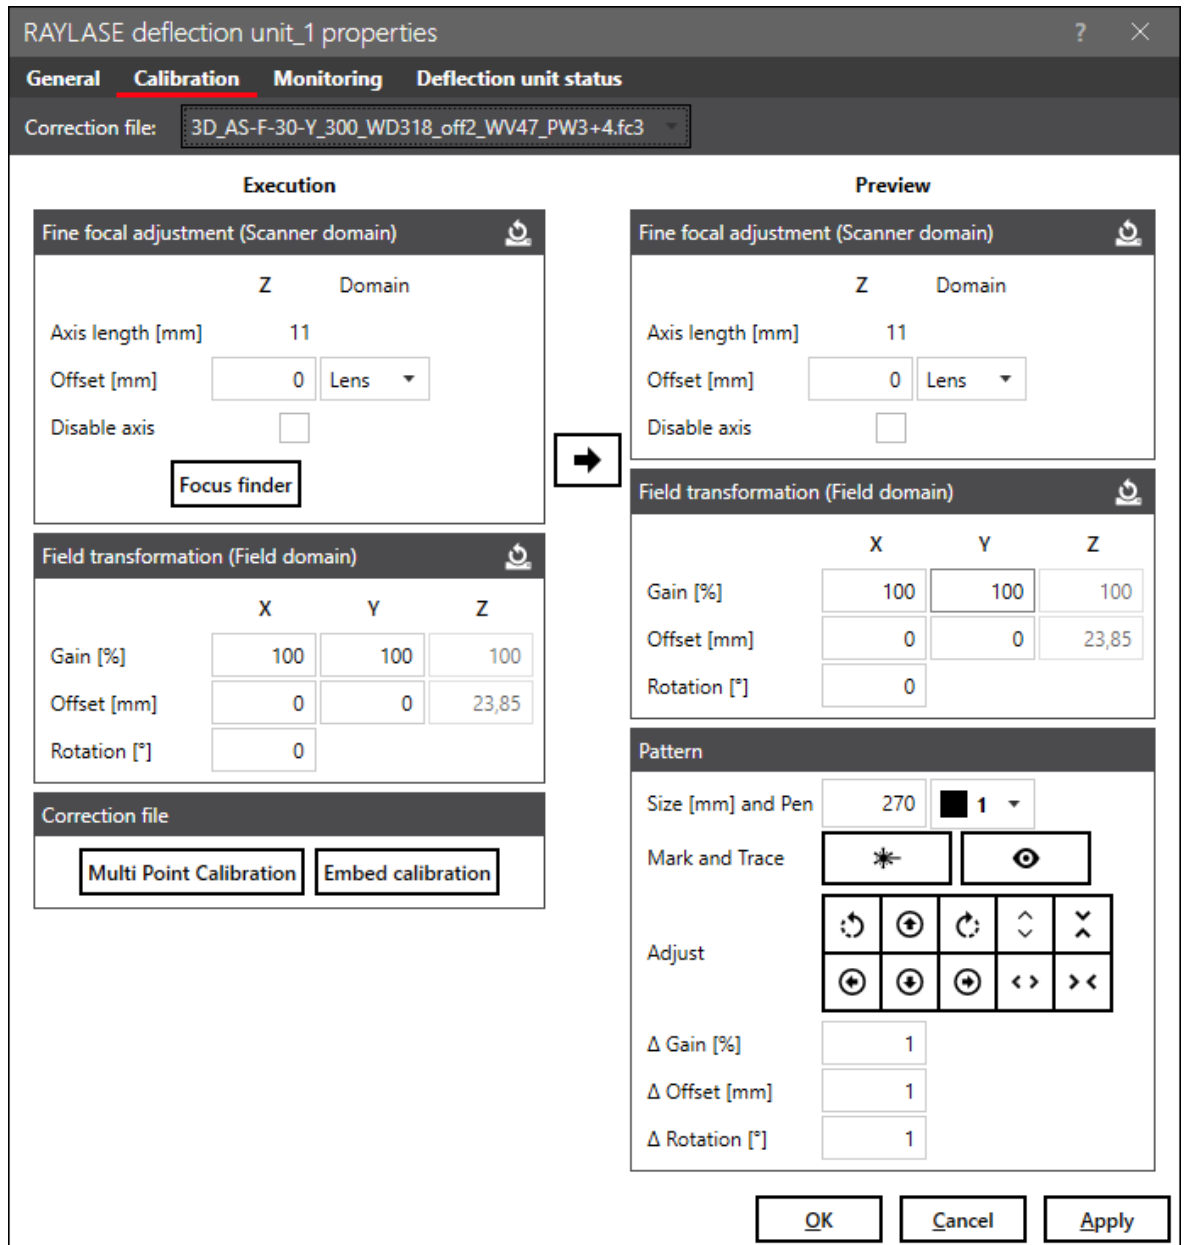 RAYLASE deflection unit_1 properties ?
General Calibration Monitoring Deflection unit status
Correction file: 3D_AS-F-30-Y_300_WD318_off2_WV47_PW3+4.fc3
Execution
Fine focal adjustment (Scanner domain)
Z Domain
Axis length [mm] 11
Offset [mm] 0 Lens
Disable axis
Focus finder
Field transformation (Field domain)
X Y Z
Gain [%] 100 100 100
Offset [mm] 0 0 23,85
Rotation [°] 0
Correction file
Multi Point Calibration Embed calibration
Preview
Fine focal adjustment (Scanner domain)
Z Domain
Axis length [mm] 11
Offset [mm] 0 Lens
Disable axis
Field transformation (Field domain)
X Y Z
Gain [%] 100 100 100
Offset [mm] 0 0 23,85
Rotation [°] 0
Pattern
Size [mm] and Pen 270 1
Mark and Trace
Adjust
Δ Gain [%] 1
Δ Offset [mm] 1
Δ Rotation [°] 1
OK Cancel Apply